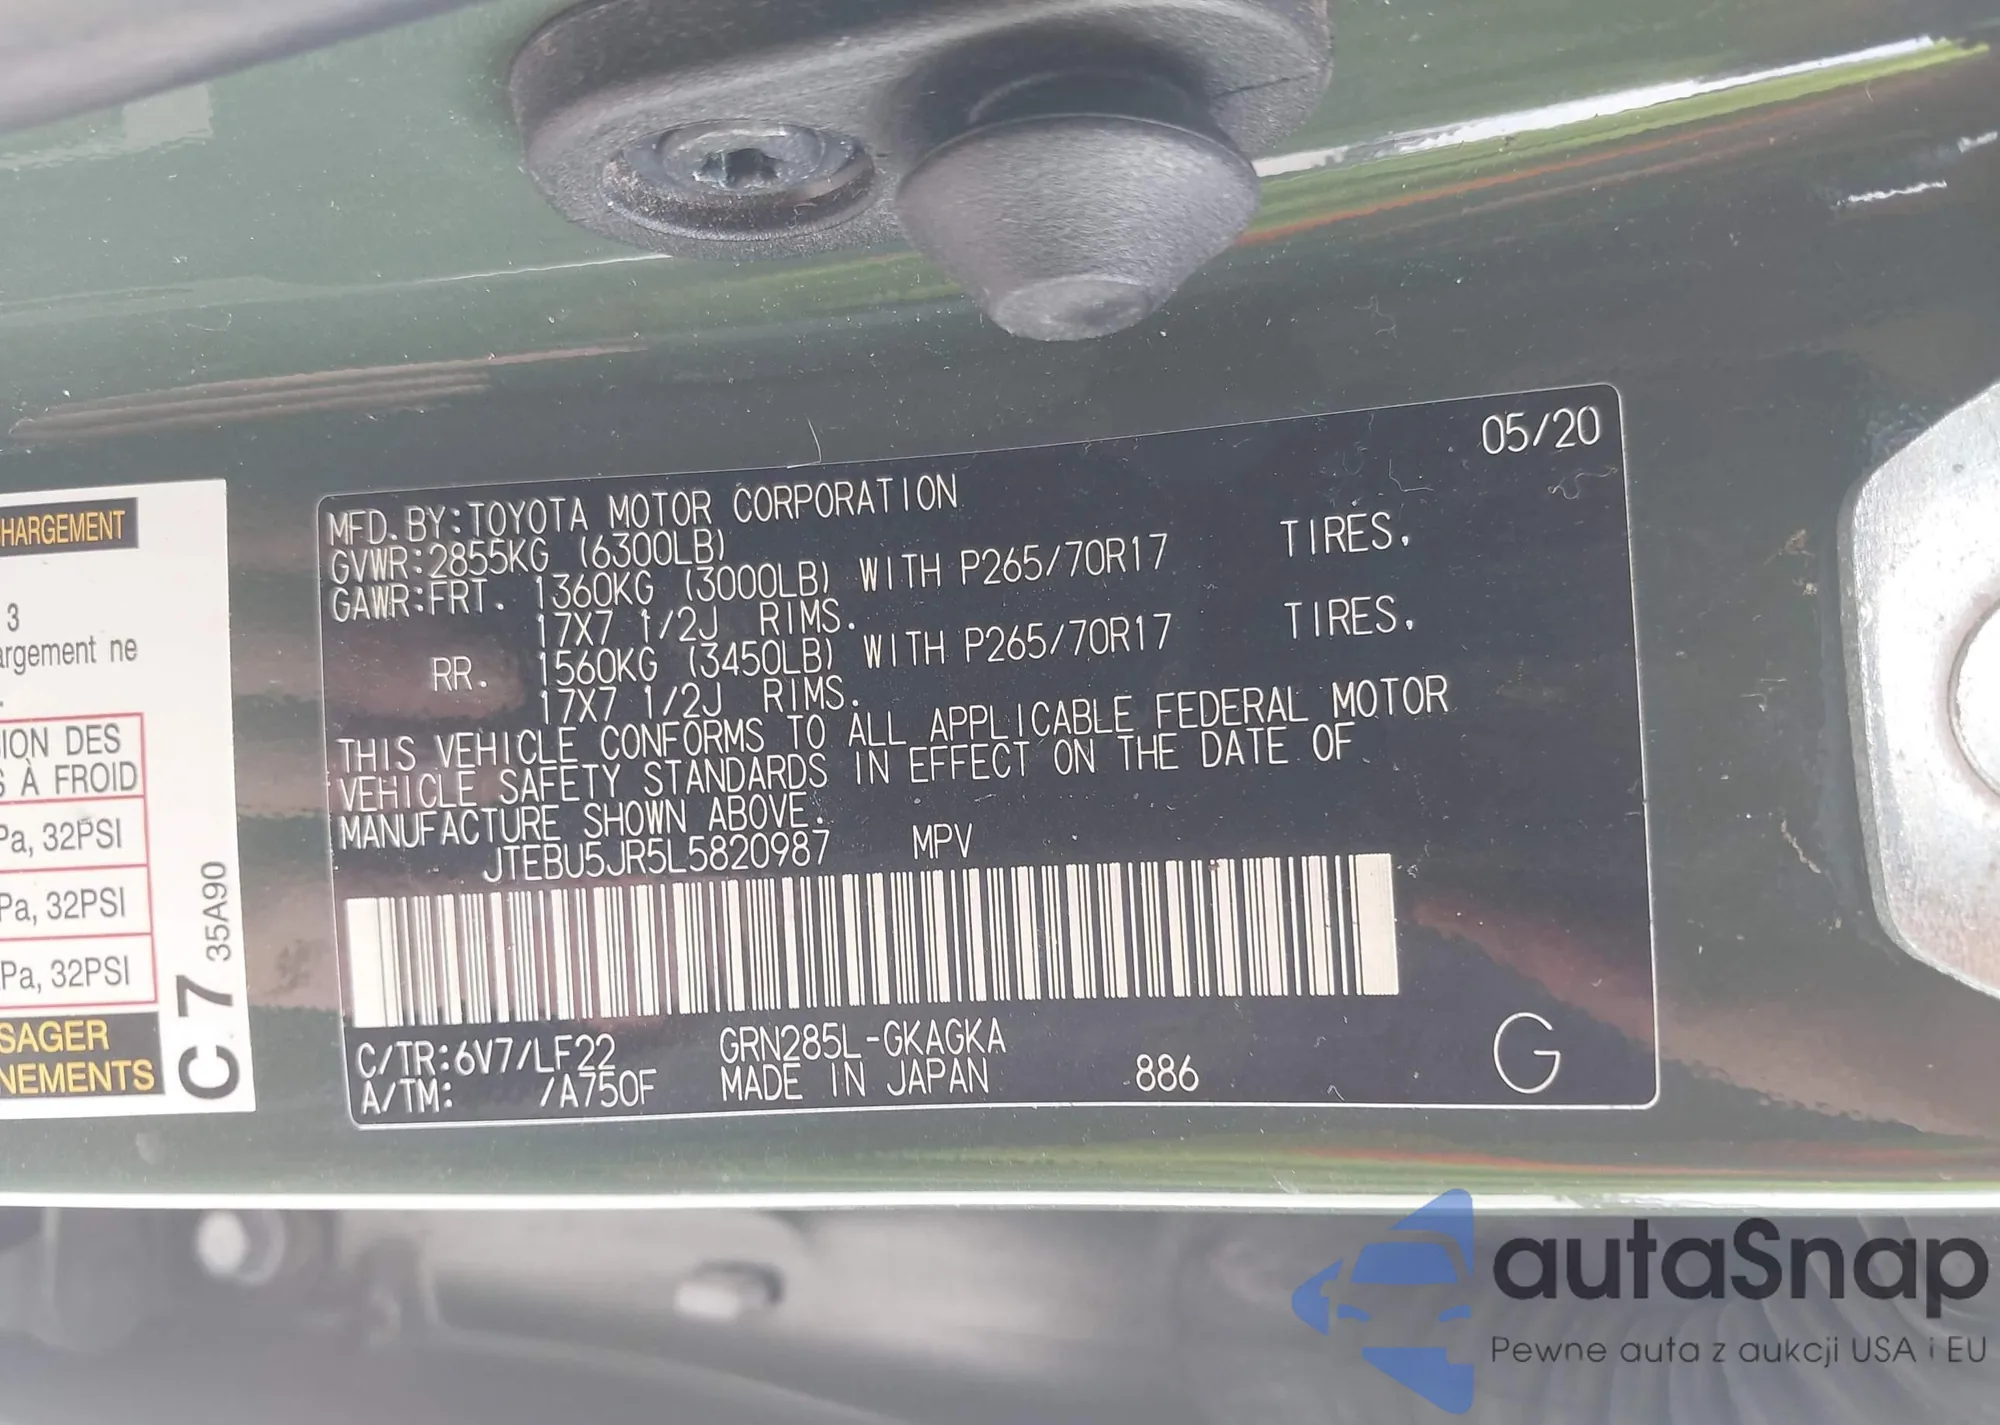 05/20
MFD. BY: TOYOTA MOTOR CORPORATION
GVWR: 2855KG (6300LB)
GAWR: FRT. 1360KG (3000LB) WITH P265/70R17 TIRES.
17X7 1/2J RIMS.
RR. 1560KG (3450LB) WITH P265/70R17 TIRES.
17X7 1/2J RIMS.
THIS VEHICLE CONFORMS TO ALL APPLICABLE FEDERAL MOTOR
VEHICLE SAFETY STANDARDS IN EFFECT ON THE DATE OF
MANUFACTURE SHOWN ABOVE.
JTEBU5JR5L5820987 MPV
C/TR: 6V7/LF22 GRN285L-GKAGKA
A/TM: /A750F MADE IN JAPAN 886 G
HARGEMENT
3
argement ne
ION DES
S À FROID
Pa, 32PSI
Pa, 32PSI
Pa, 32PSI
SAGER
NEMENTS
C 7 35A90
autaSnap
Pewne auta z aukcji USA i EU